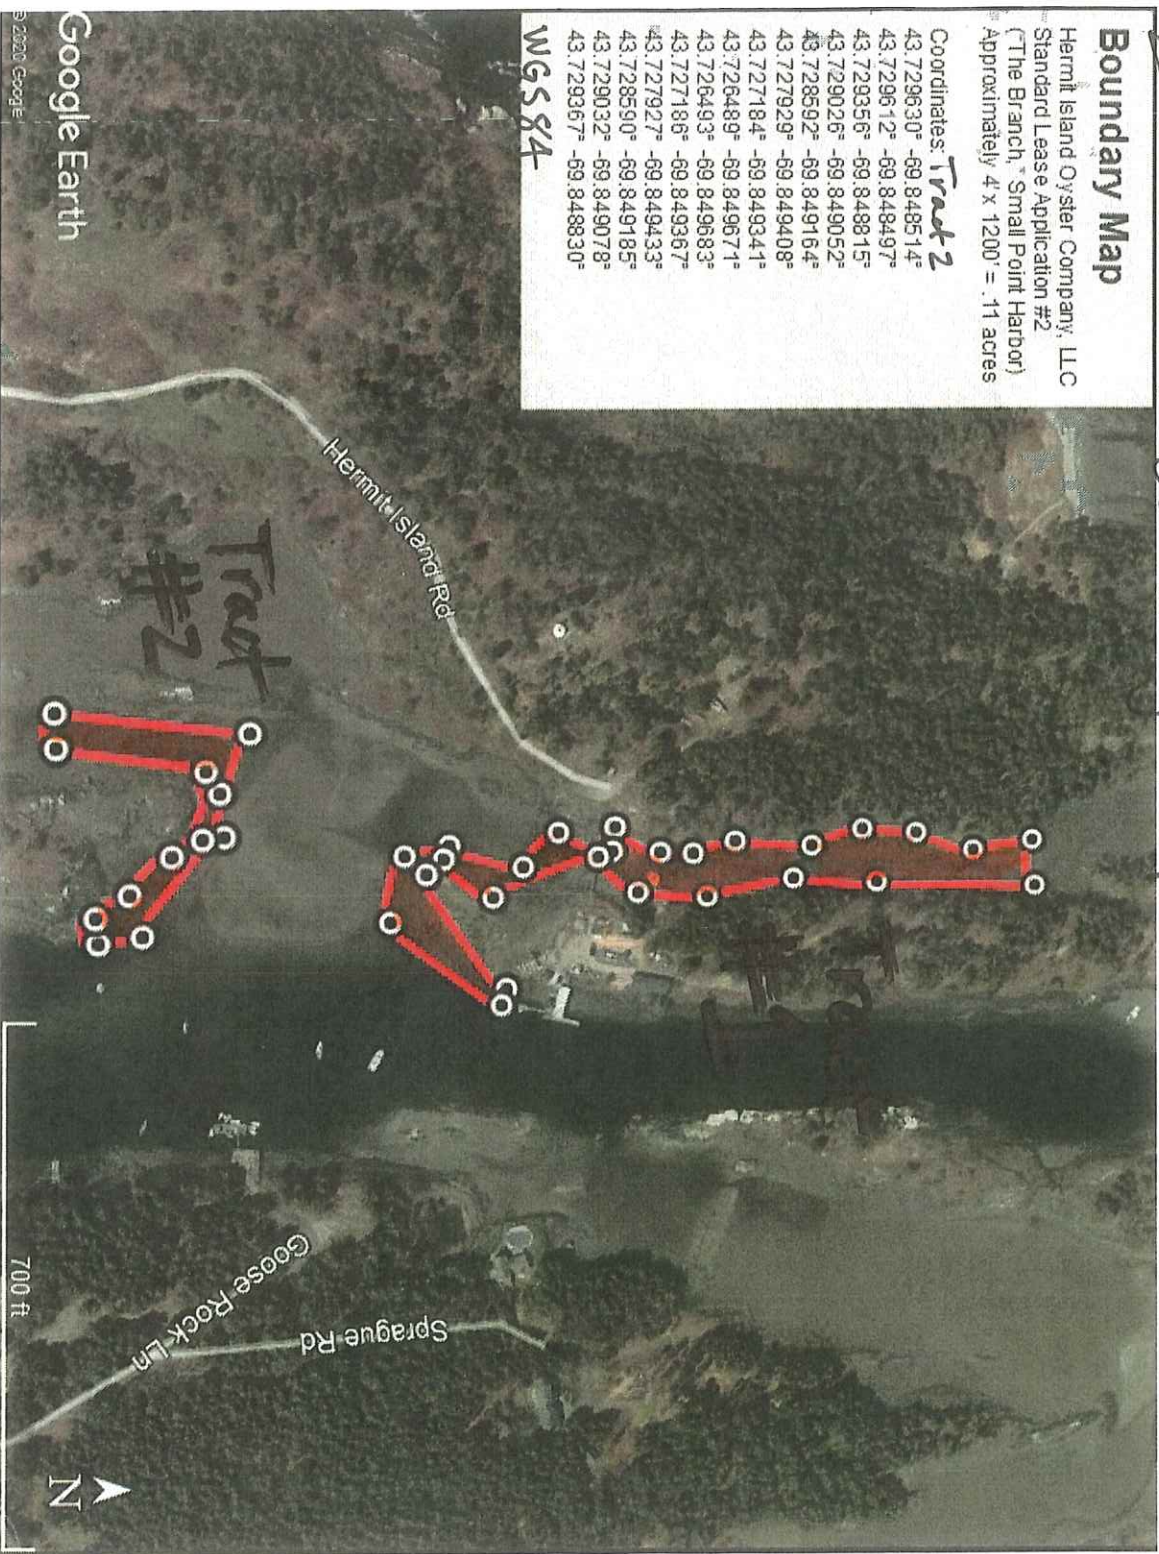 Boundary Map
Hermit Island Oyster Company, LLC
Standard Lease Application #2
("The Branch," Small Point Harbor)
Approximately 4' x 1200' = .11 acres
Coordinates: Tract 2
43.729630° -69.848514°
43.729612° -69.848497°
43.729356° -69.848815°
43.729026° -69.849052°
43.728592° -69.849164°
43.727929° -69.849408°
43.727184° -69.849341°
43.726489° -69.849671°
43.726493° -69.849683°
43.727186° -69.849367°
43.727927° -69.849433°
43.728590° -69.849185°
43.729032° -69.849078°
43.729367° -69.848830°
WGS84
Hermit Island Rd
Tract
#2
#1
Goose Rock Ln
Sprague Rd
Google Earth
© 2020 Google
700 ft
N